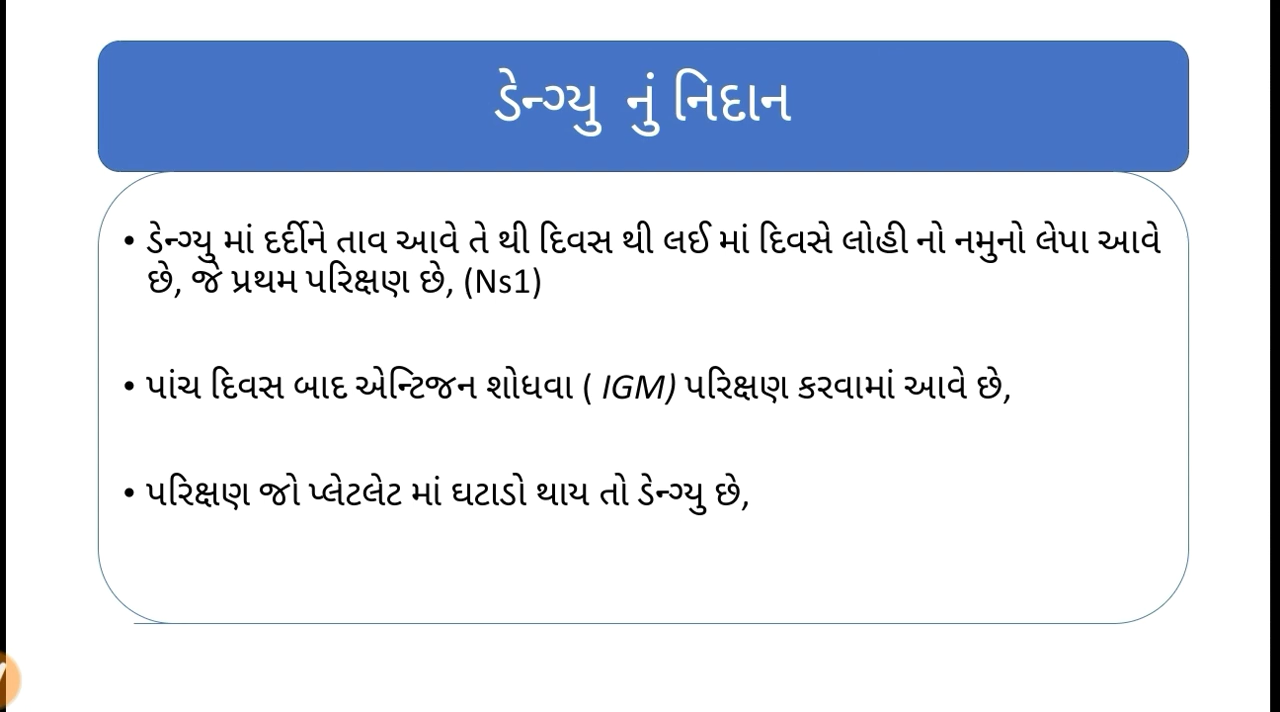 ડેન્ગ્યુ નું નિદાન
• ડેન્ગ્યુ માં દર્દીને તાવ આવે તે થી દિવસ થી લઈ માં દિવસે લોહી નો નમુનો લેપા આવે
છે, જે પ્રથમ પરિક્ષણ છે, (Ns1)
• પાંચ દિવસ બાદ એન્ટિજન શોધવા ( IGM) પરિક્ષણ કરવામાં આવે છે,
• પરિક્ષણ જો પ્લેટલેટ માં ઘટાડો થાય તો ડેન્ગ્યુ છે,